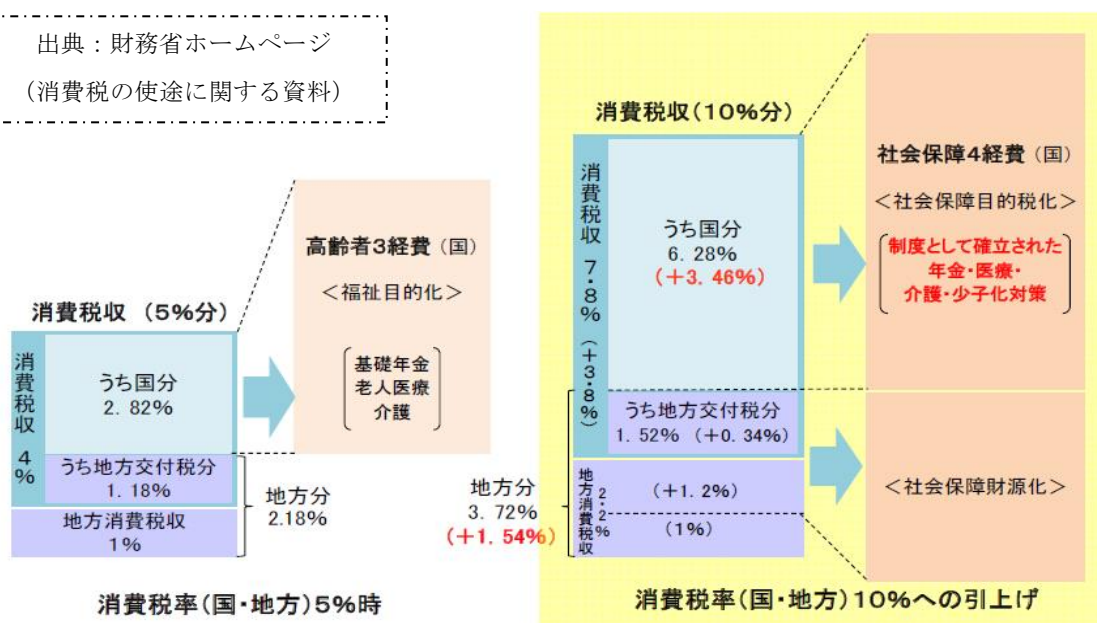 出典：財務省ホームページ
（消費税の使途に関する資料）
消費税収 （5%分）
消費税収 4%
うち国分
2．82%
うち地方交付税分
1．18%
地方消費税収
1%
地方分
2.18%
高齢者3経費（国）
＜福祉目的化＞
基礎年金
老人医療
介護
消費税率(国･地方)5%時
消費税収（10%分）
消費税収 7･8% （＋3･8%）
うち国分
6．28%
（＋3．46%）
うち地方交付税分
1．52% （＋0．34%）
地方消費税収 2･2%
（＋1．2%）
（1%）
地方分
3．72%
（＋1．54%）
社会保障4経費（国）
＜社会保障目的税化＞
制度として確立された
年金･医療･
介護･少子化対策
＜社会保障財源化＞
消費税率(国･地方)10%への引上げ